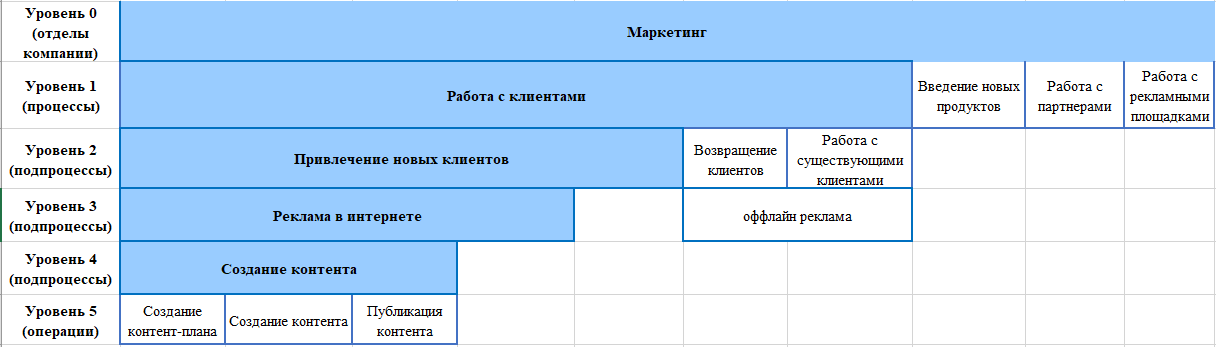 Уровень 0
(отделы
компании)
Маркетинг
Уровень 1
(процессы)
Работа с клиентами
Введение новых
продуктов
Работа с
партнерами
Работа с
рекламными
площадками
Уровень 2
(подпроцессы)
Привлечение новых клиентов
Возвращение
клиентов
Работа с
существующими
клиентами
Уровень 3
(подпроцессы)
Реклама в интернете
оффлайн реклама
Уровень 4
(подпроцессы)
Создание контента
Уровень 5
(операции)
Создание
контент-плана
Создание контента
Публикация
контента